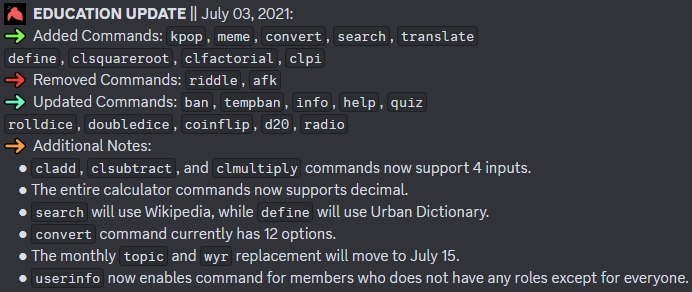 EDUCATION UPDATE || July 03, 2021:
Added Commands: kpop, meme, convert, search, translate
define, clsquareroot, clfactorial, clpi
Removed Commands: riddle, afk
Updated Commands: ban, tempban, info, help, quiz
rolldice, doubledice, coinflip, d20, radio
Additional Notes:
• cladd, clsubtract, and clmultiply commands now support 4 inputs.
• The entire calculator commands now supports decimal.
• search will use Wikipedia, while define will use Urban Dictionary.
• convert command currently has 12 options.
• The monthly topic and wyr replacement will move to July 15.
• userinfo now enables command for members who does not have any roles except for everyone.